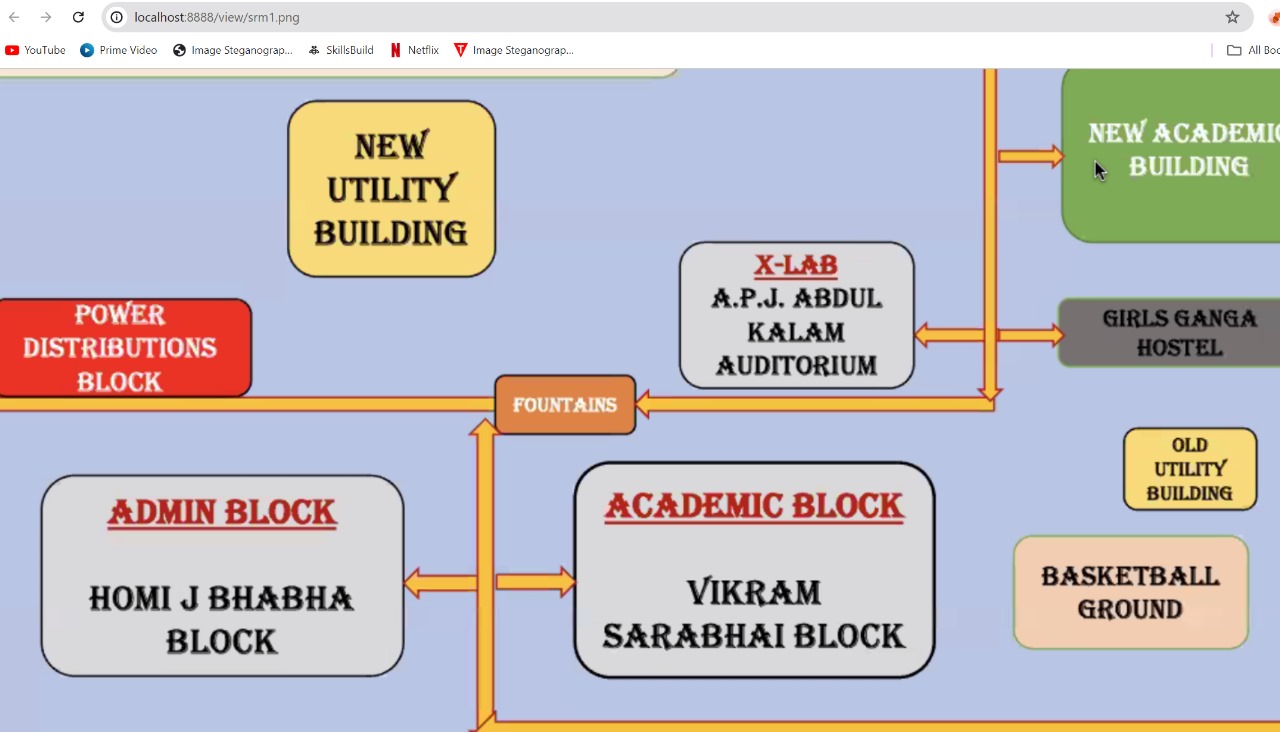 localhost:8888/view/srm1.png
YouTube
Prime Video
Image Steganograp...
SkillsBuild
Netflix
Image Steganograp...
All Boo
NEW
UTILITY
BUILDING
NEW ACADEMIC
BUILDING
X-LAB
A.P.J. ABDUL
KALAM
AUDITORIUM
POWER
DISTRIBUTIONS
BLOCK
GIRLS GANGA
HOSTEL
FOUNTAINS
OLD
UTILITY
BUILDING
ADMIN BLOCK
HOMI J BHABHA
BLOCK
ACADEMIC BLOCK
VIKRAM
SARABHAI BLOCK
BASKETBALL
GROUND